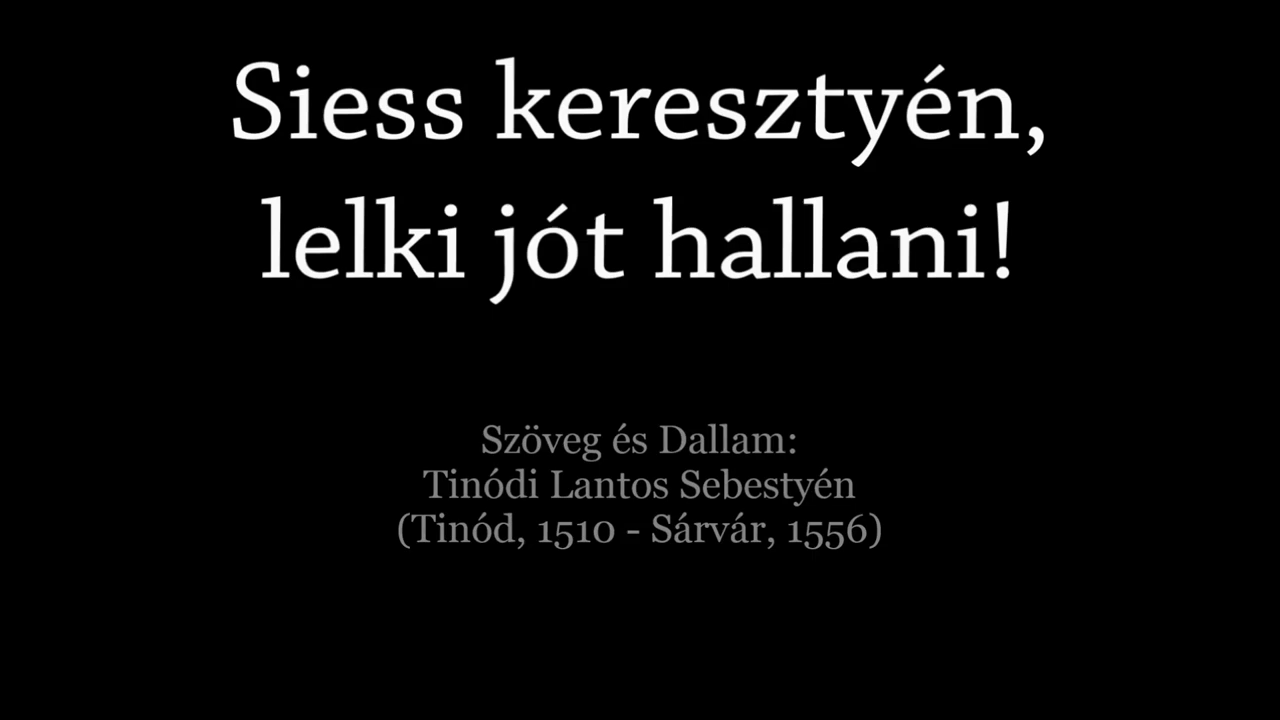 Siess keresztyén,
lelki jót hallani!
Szöveg és Dallam:
Tinódi Lantos Sebestyén
(Tinód, 1510 - Sárvár, 1556)